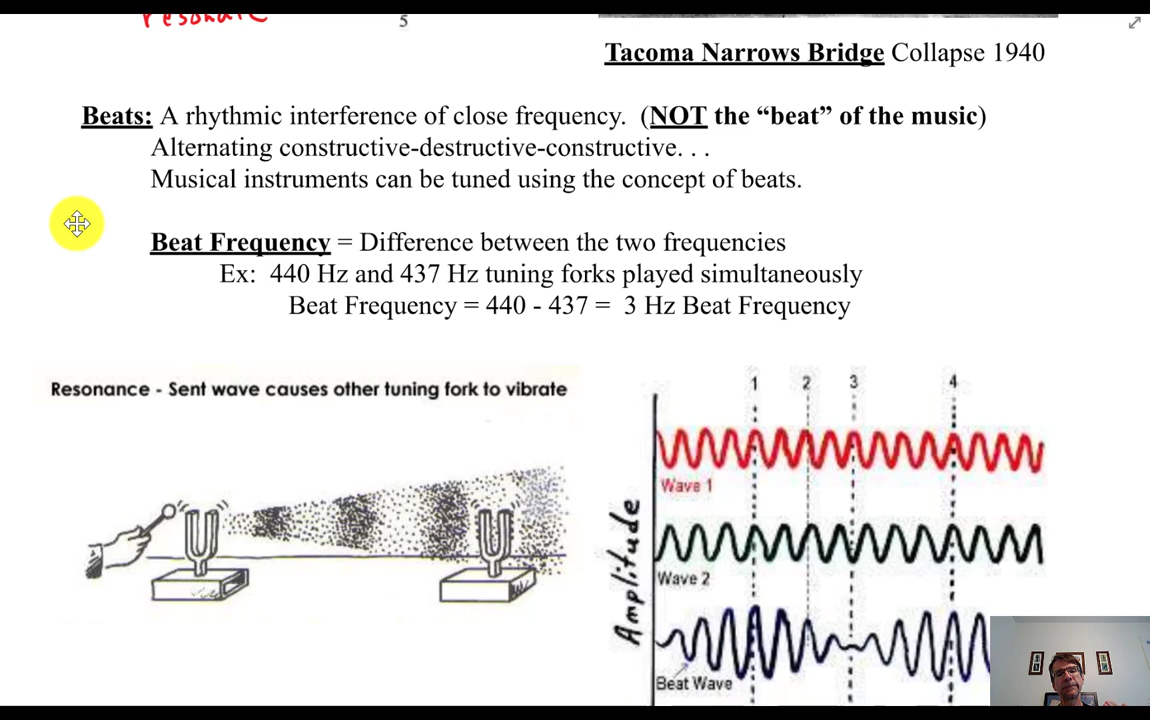 resonate
5
Tacoma Narrows Bridge Collapse 1940
Beats: A rhythmic interference of close frequency. (NOT the “beat” of the music)
Alternating constructive-destructive-constructive. . .
Musical instruments can be tuned using the concept of beats.
Beat Frequency = Difference between the two frequencies
Ex: 440 Hz and 437 Hz tuning forks played simultaneously
Beat Frequency = 440 - 437 = 3 Hz Beat Frequency
Resonance - Sent wave causes other tuning fork to vibrate
1 2 3 4
Wave 1
Wave 2
Amplitude
Beat Wave